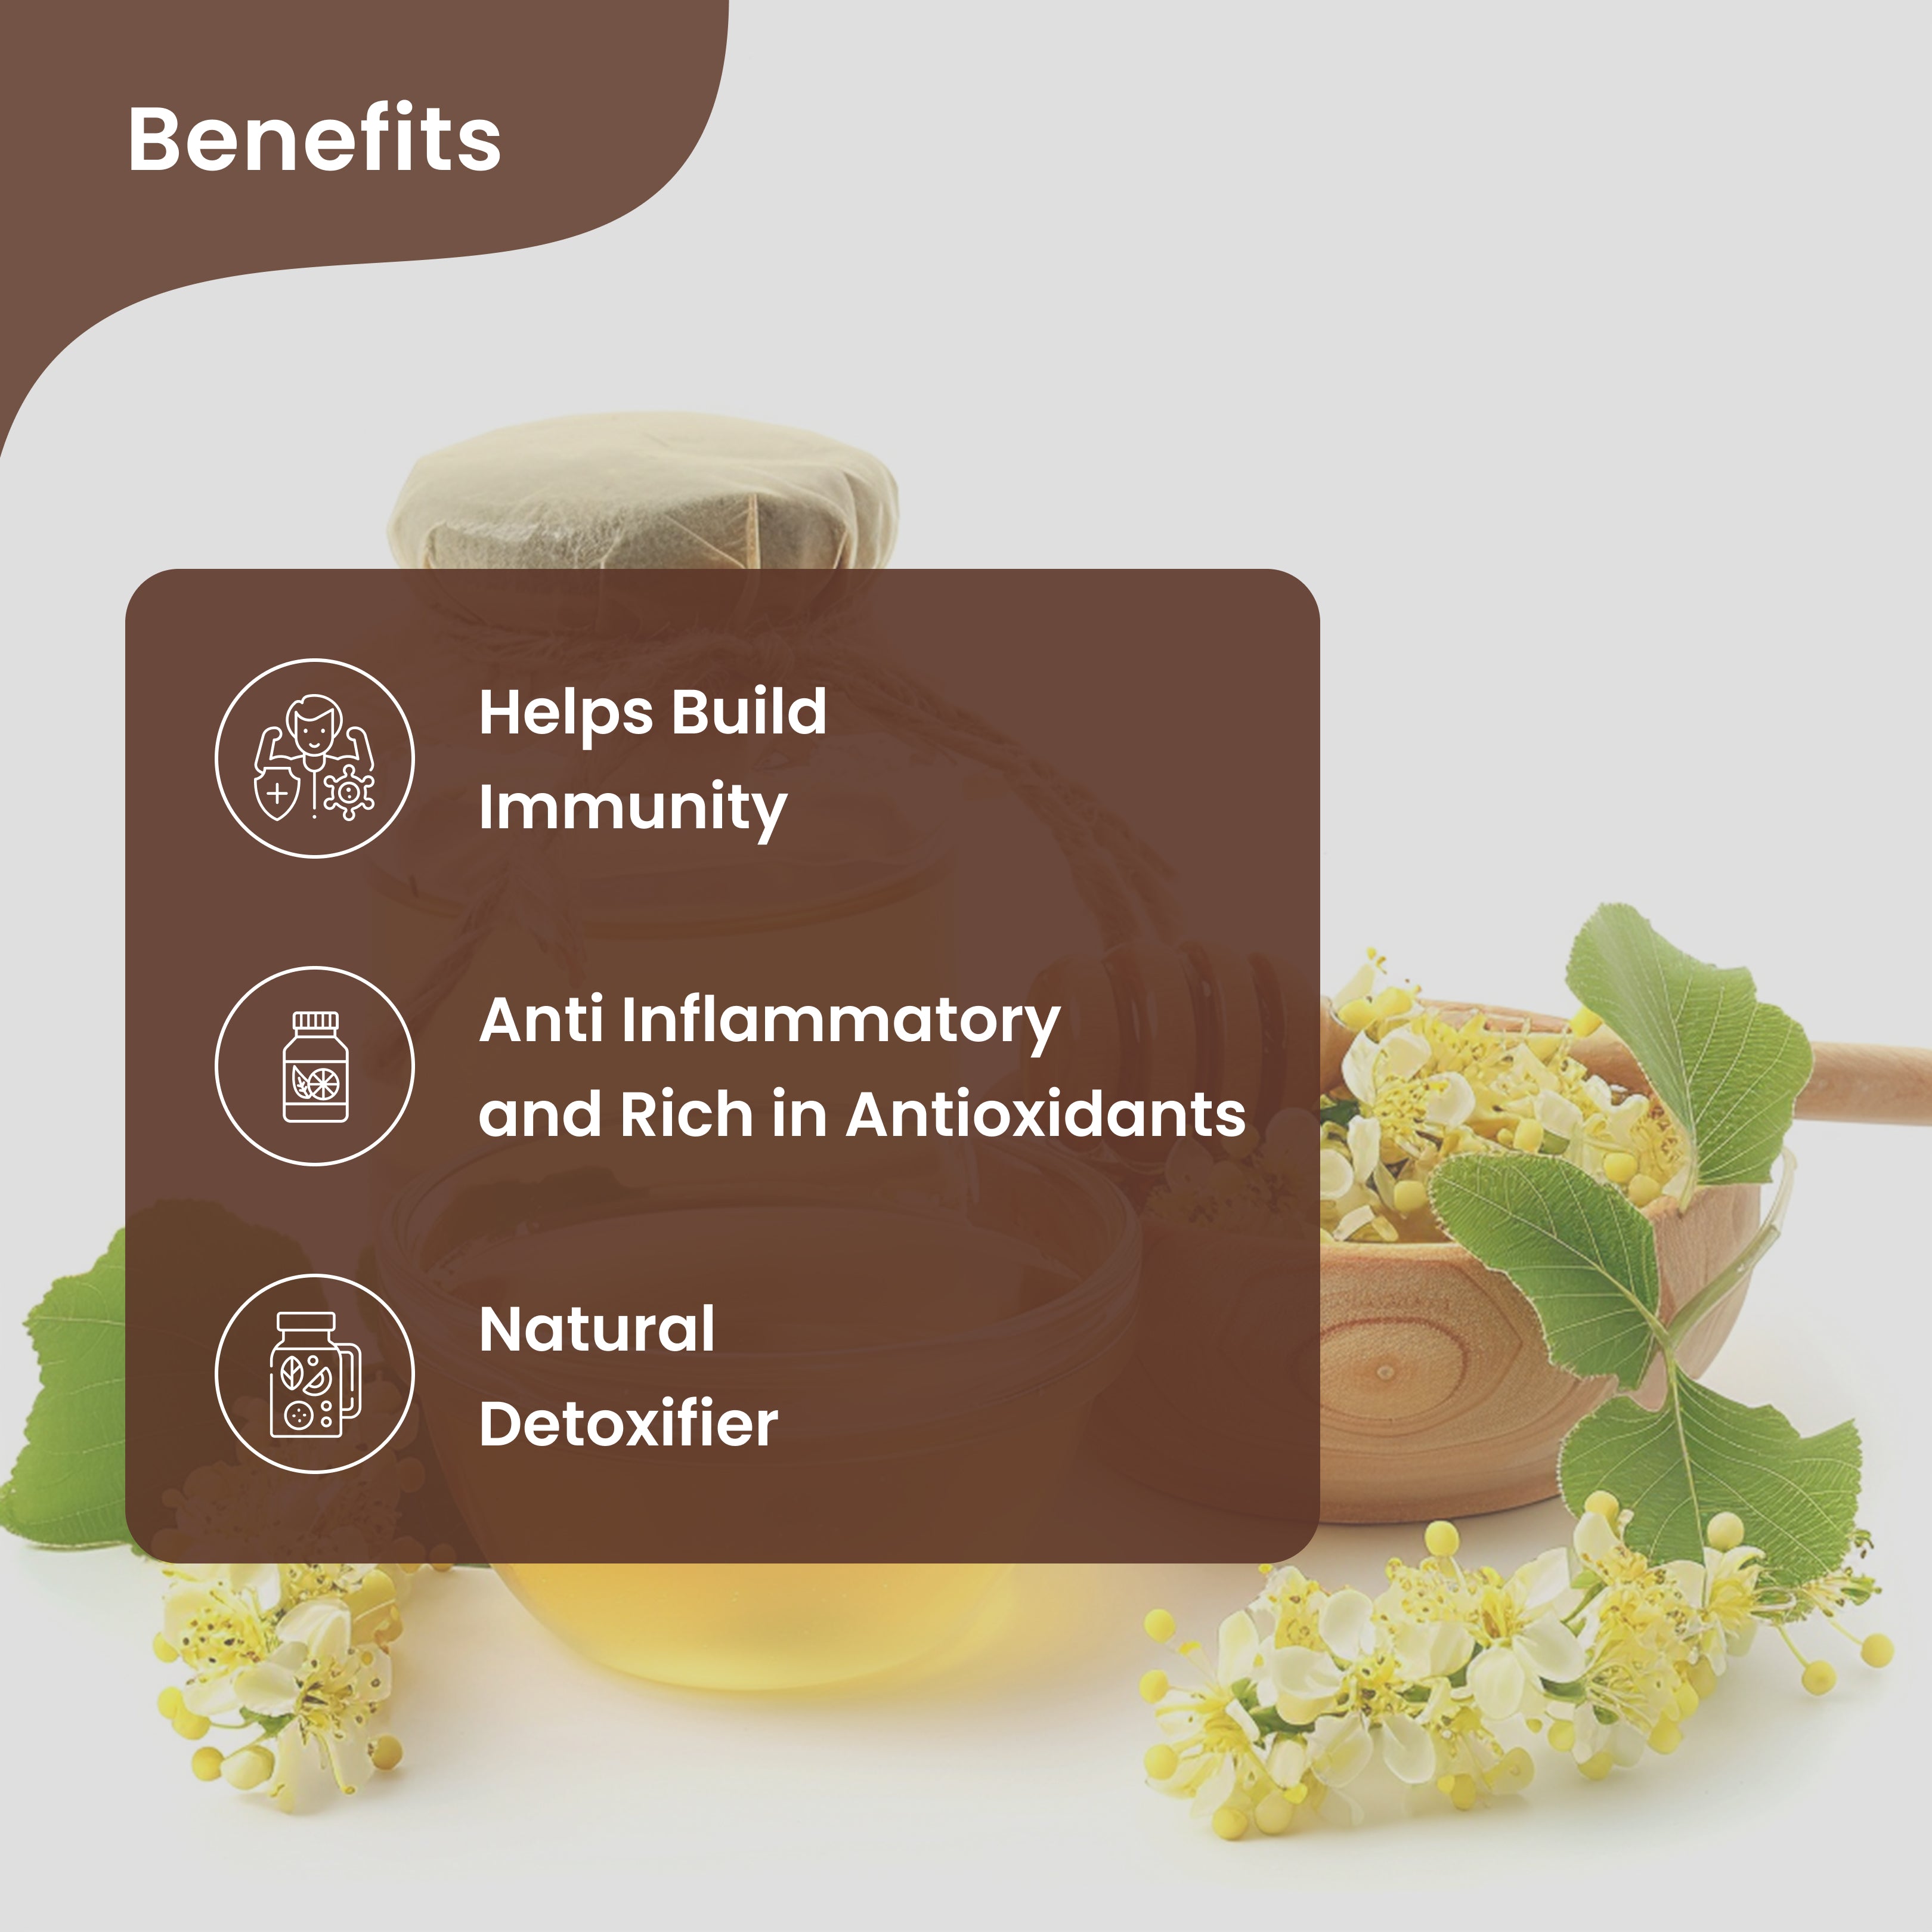 Benefits
Helps Build
Immunity
Anti Inflammatory
and Rich in Antioxidants
Natural
Detoxifier